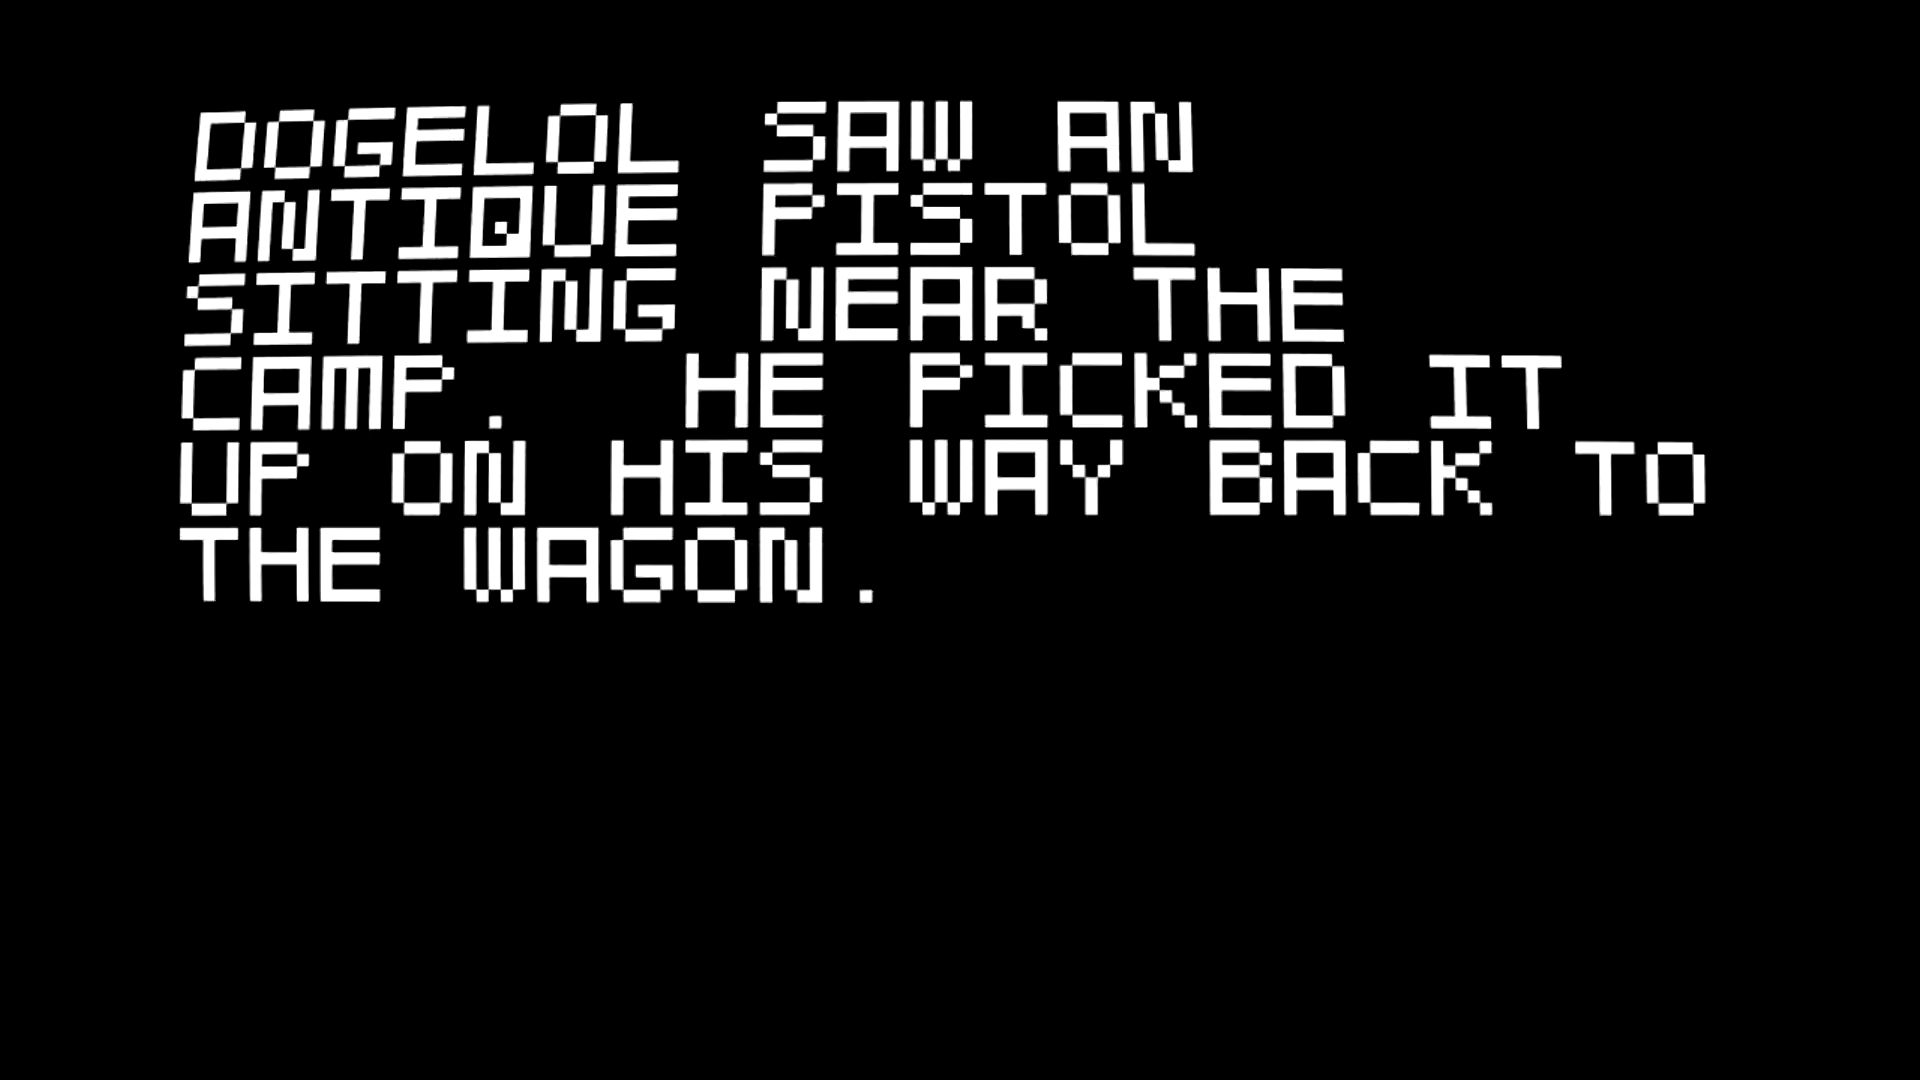 DOGELOL SAW AN
ANTIQUE PISTOL
SITTING NEAR THE
CAMP.  HE PICKED IT
UP ON HIS WAY BACK TO
THE WAGON.